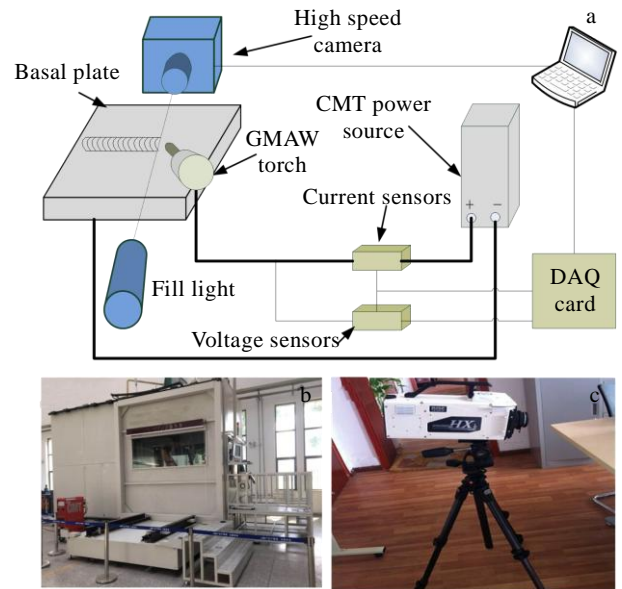 High speed
camera
a
Basal plate
CMT power
source
GMAW
torch
Current sensors
+ −
Fill light
DAQ
card
Voltage sensors
b
c
HX